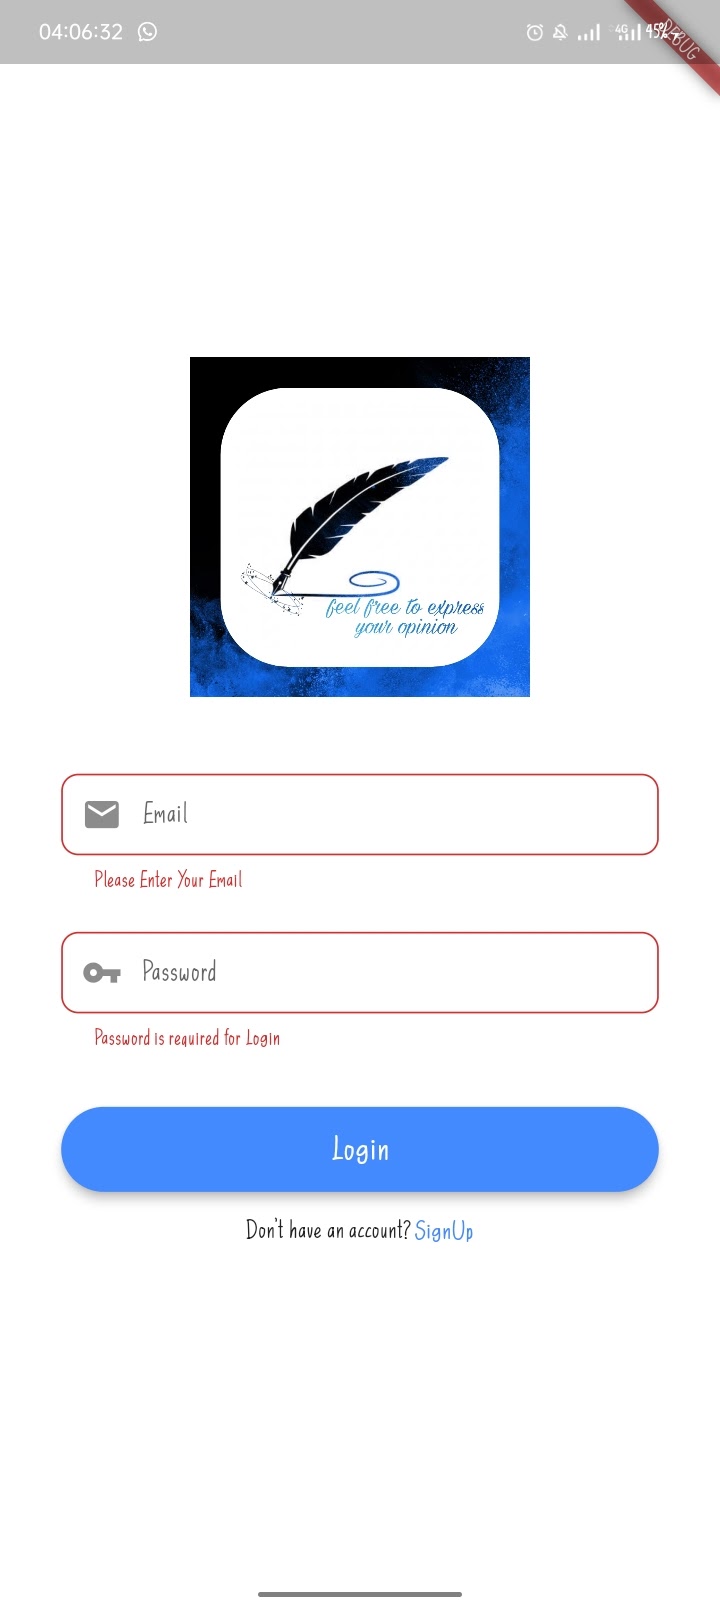 04:06:32
4G 45%
DEBUG
feel free to express
your opinion
Email
Please Enter Your Email
Password
Password is required for Login
Login
Don't have an account? SignUp